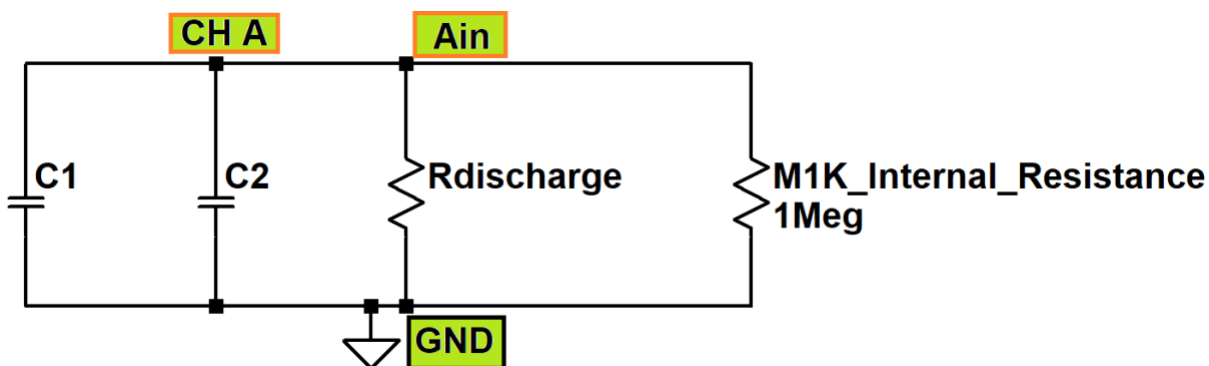 CH A
Ain
C1
C2
Rdischarge
M1K_Internal_Resistance
1Meg
GND